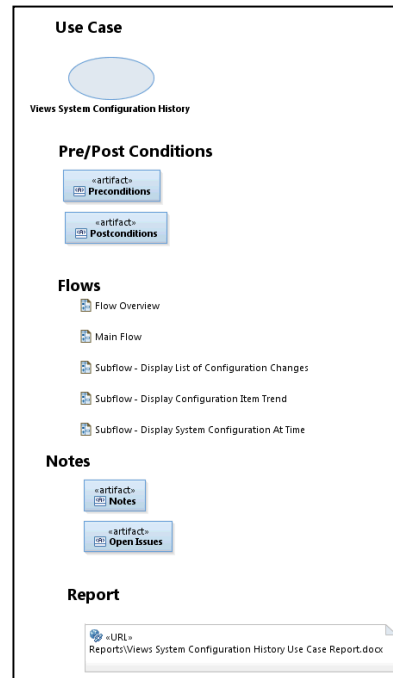 Use Case
Views System Configuration History
Pre/Post Conditions
«artifact»
Preconditions
«artifact»
Postconditions
Flows
Flow Overview
Main Flow
Subflow - Display List of Configuration Changes
Subflow - Display Configuration Item Trend
Subflow - Display System Configuration At Time
Notes
«artifact»
Notes
«artifact»
Open Issues
Report
«URL»
Reports\Views System Configuration History Use Case Report.docx